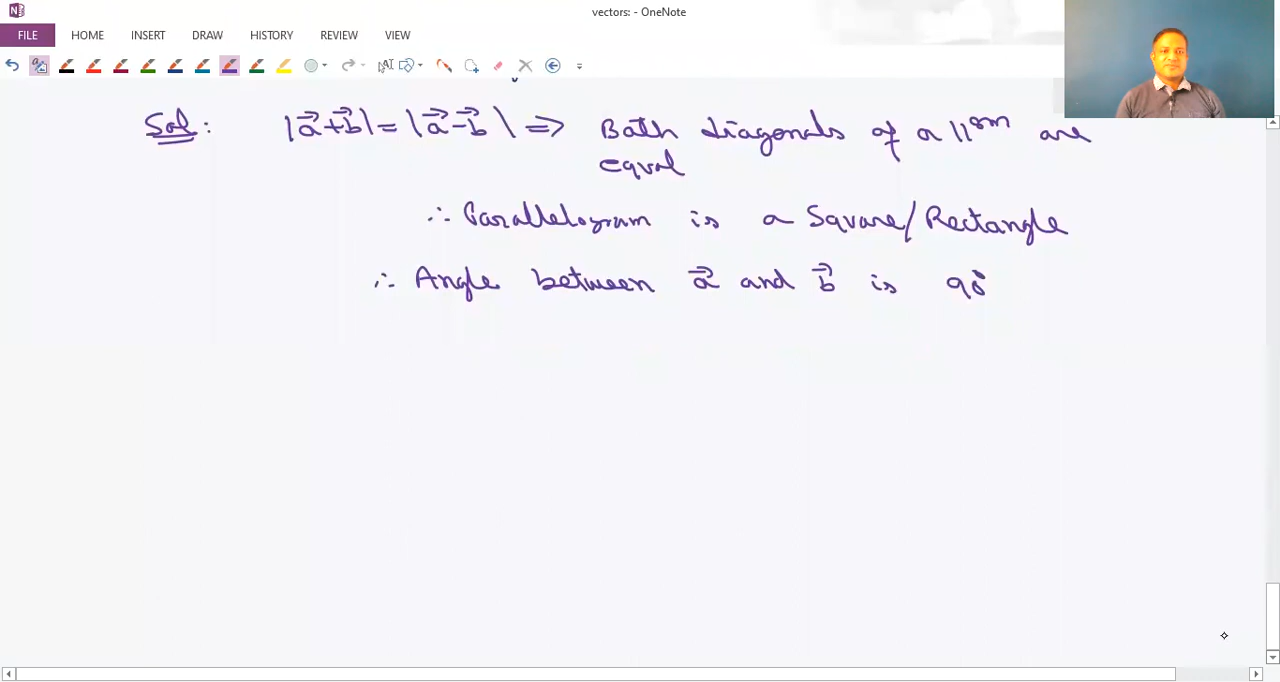 vectors: - OneNote
FILE HOME INSERT DRAW HISTORY REVIEW VIEW
Sol: |a⃗+b⃗| = |a⃗-b⃗| ⇒ Both diagonals of a ||gm are
equal
∴ Parallelogram is a Square/Rectangle
∴ Angle between a⃗ and b⃗ is 90°